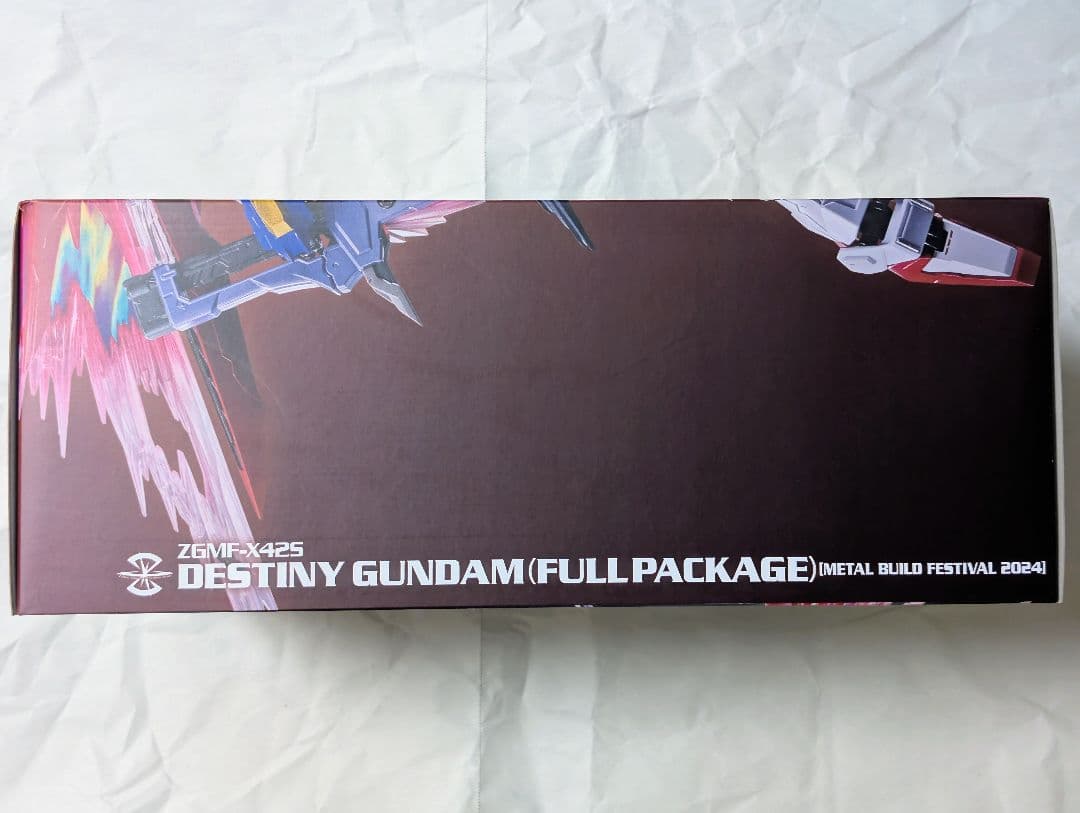 ZGMF-X42S
DESTINY GUNDAM(FULL PACKAGE)[METAL BUILD FESTIVAL 2024]